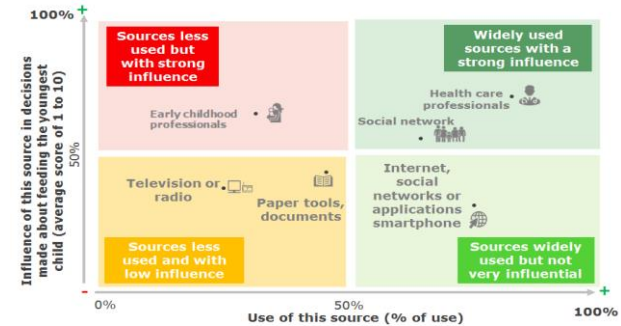 100% +
Sources less
used but
with strong
influence
Widely used
sources with a
strong influence
Health care
professionals
Early childhood
professionals
Social network
Influence of this source in decisions
made about feeding the youngest
child (average score of 1 to 10)
50%
Television or
radio
Paper tools,
documents
Internet,
social
networks or
applications
smartphone
Sources less
used and with
low influence
Sources widely
used but not
very influential
-
+
0%
50%
100%
Use of this source (% of use)